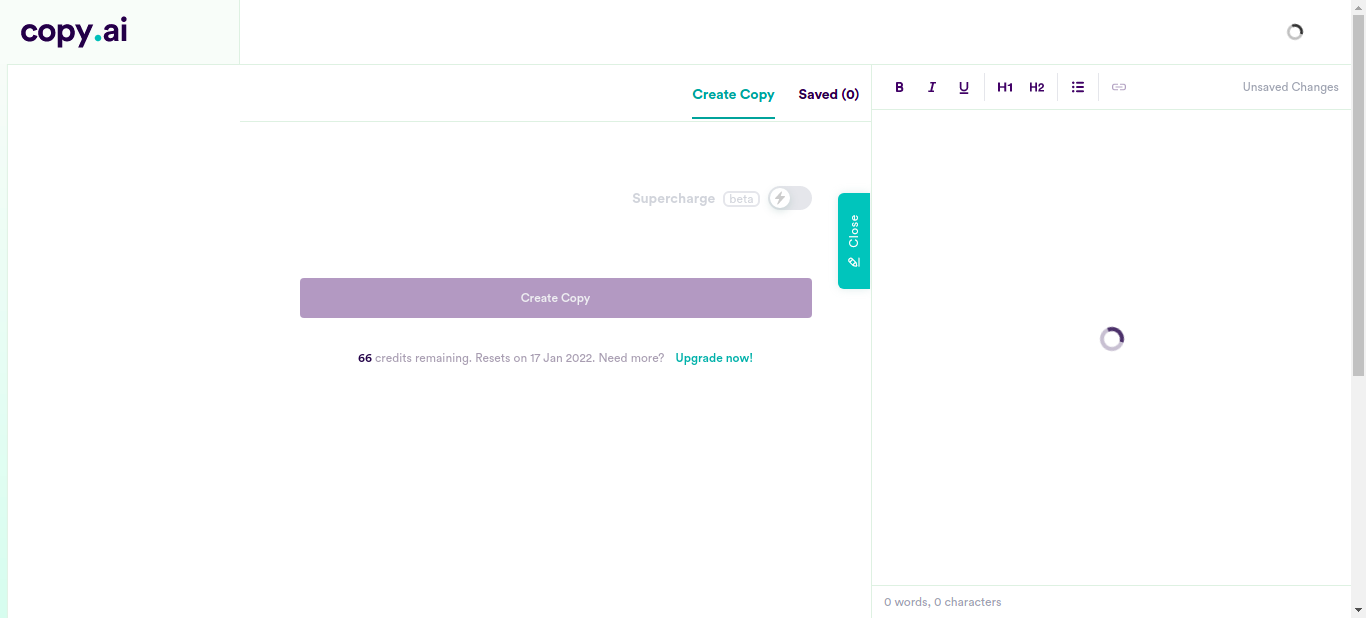 copy.ai
Create Copy
Saved (0)
B I U H1 H2
Unsaved Changes
Supercharge beta
Close
Create Copy
66 credits remaining. Resets on 17 Jan 2022. Need more? Upgrade now!
0 words, 0 characters